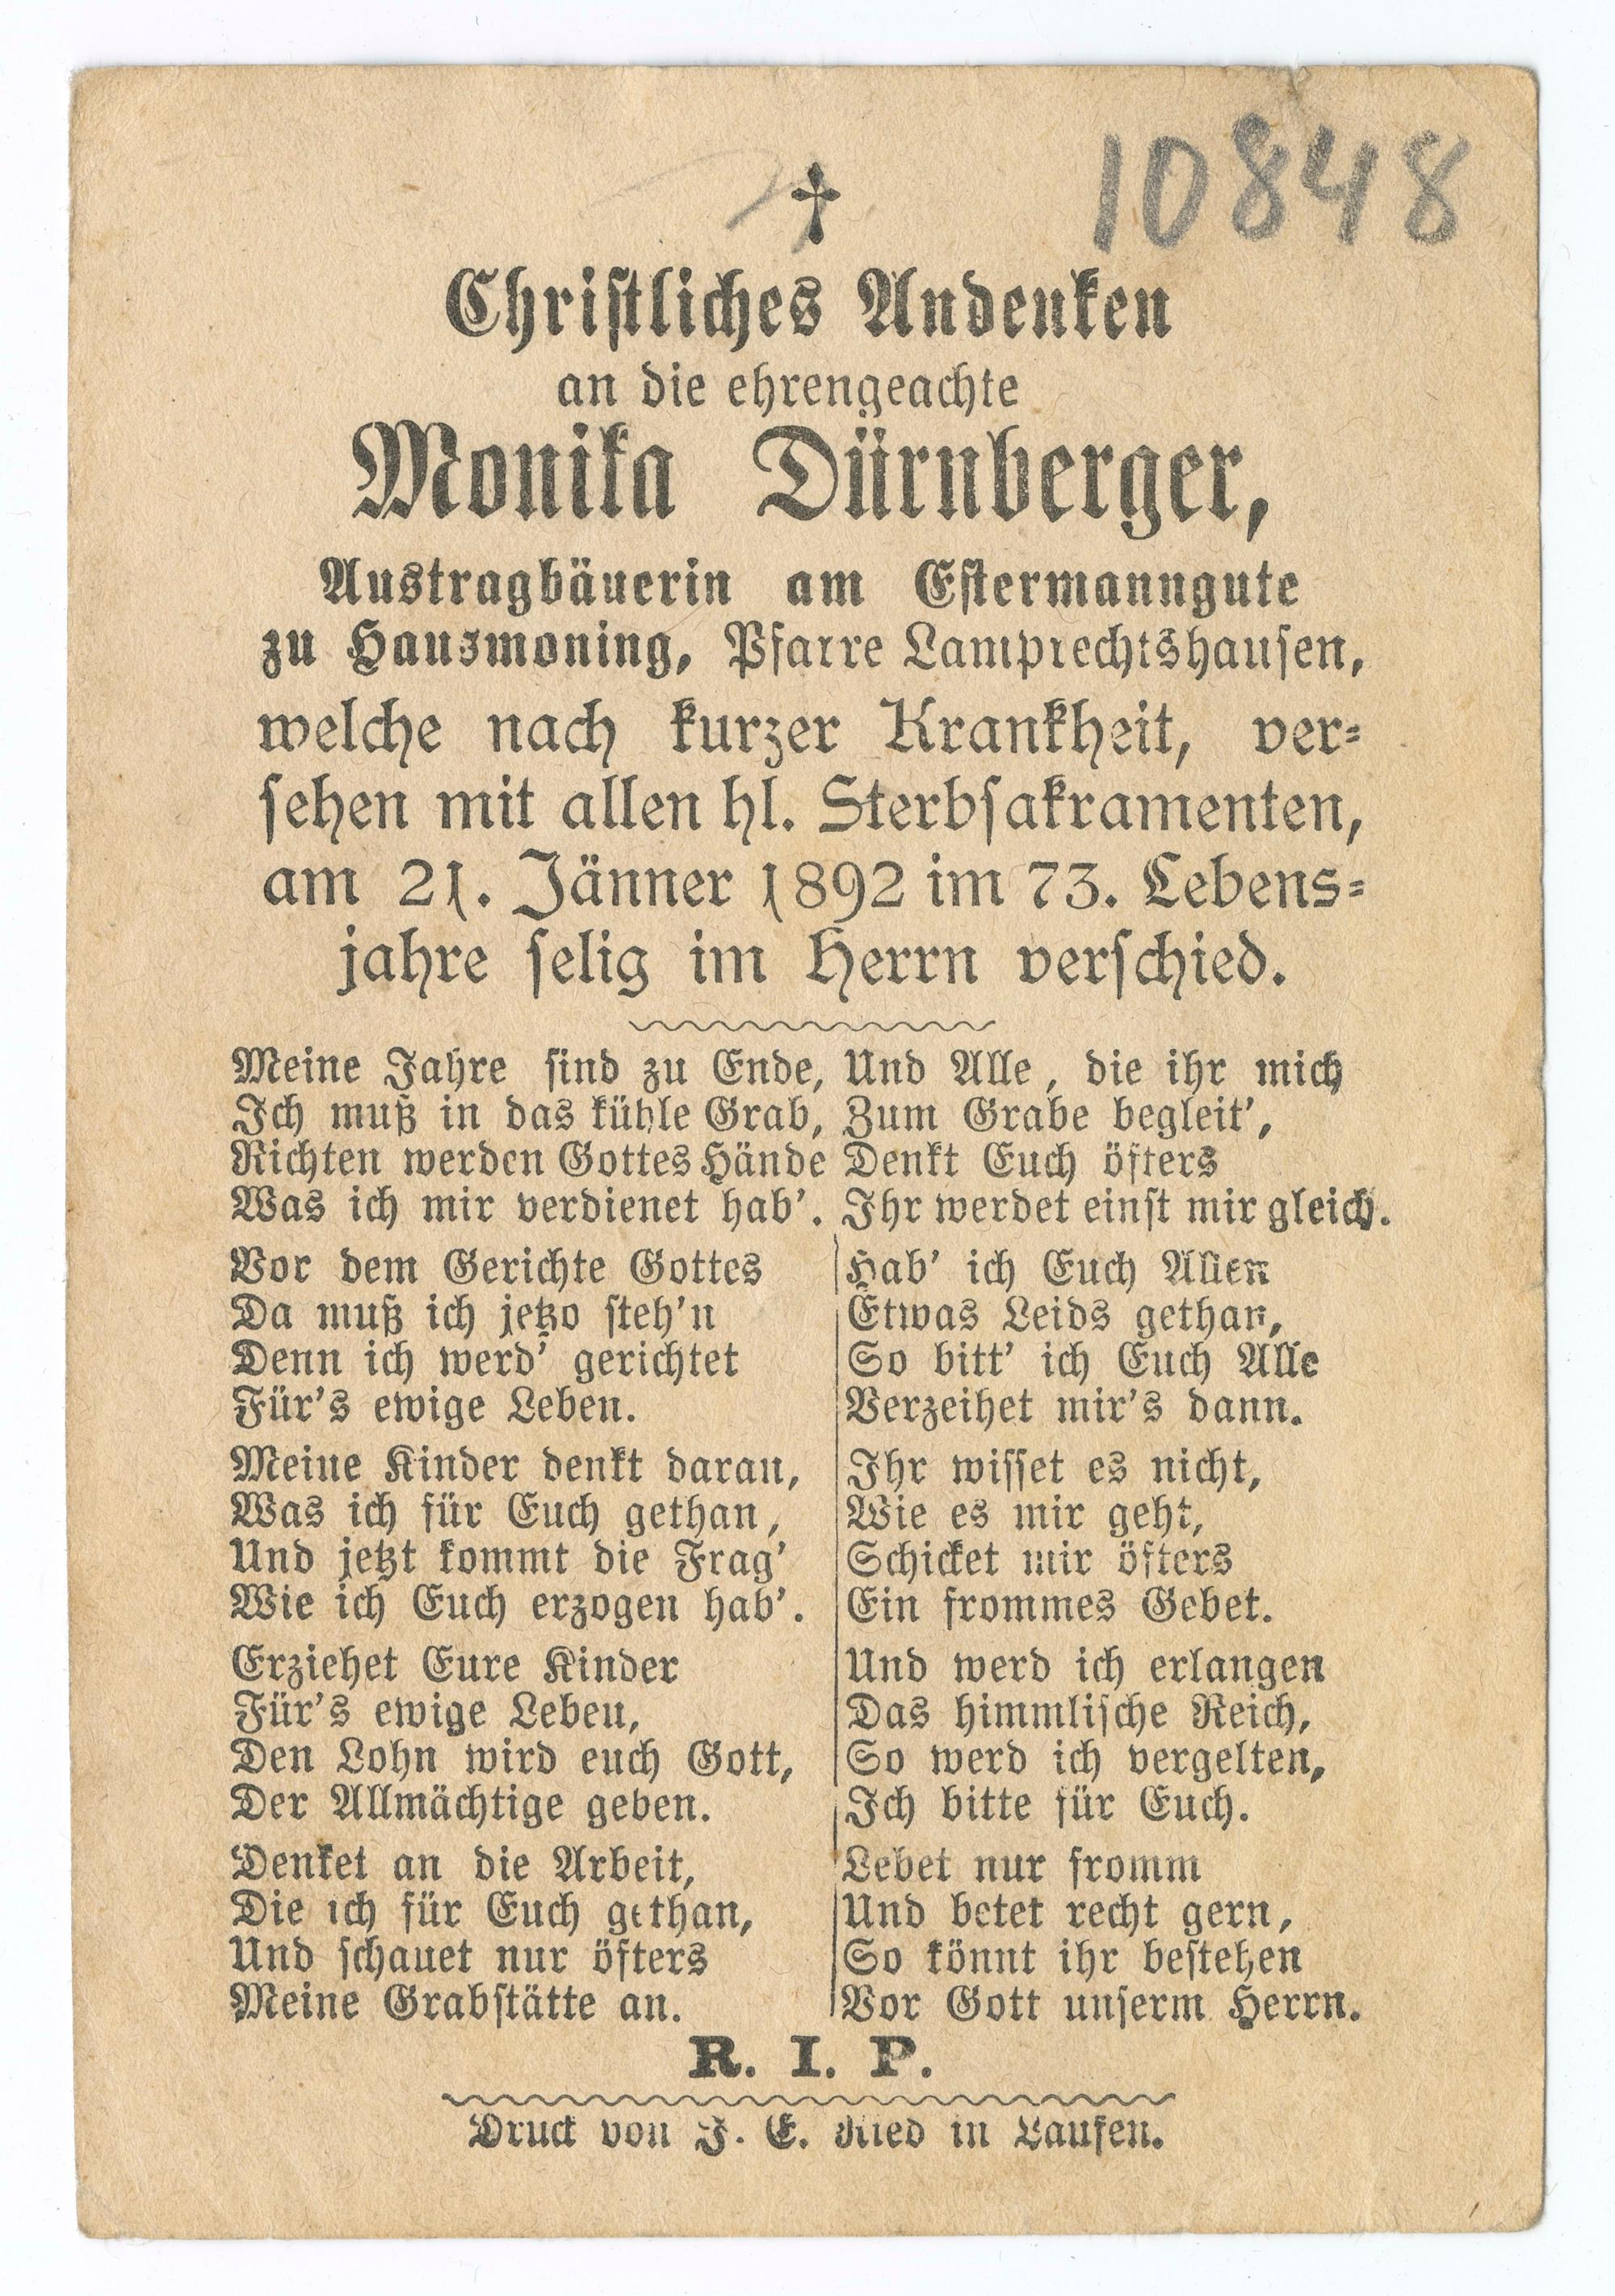 10848
Christliches Andenken
an die ehrengeachte
Monika Dürnberger,
Austragbäuerin am Estermanngute
zu Hausmoning, Pfarre Lamprechtshausen,
welche nach kurzer Krankheit, ver-
sehen mit allen hl. Sterbsakramenten,
am 21. Jänner 1892 im 73. Lebens-
jahre selig im Herrn verschied.
Meine Jahre sind zu Ende,
Ich muß in das kühle Grab,
Richten werden Gottes Hände
Was ich mir verdienet hab'.
Vor dem Gerichte Gottes
Da muß ich jetzo steh'n
Denn ich werd' gerichtet
Für's ewige Leben.
Meine Kinder denkt daran,
Was ich für Euch gethan,
Und jetzt kommt die Frag'
Wie ich Euch erzogen hab'.
Erziehet Eure Kinder
Für's ewige Leben,
Den Lohn wird euch Gott,
Der Allmächtige geben.
Denket an die Arbeit,
Die ich für Euch gethan,
Und schauet nur öfters
Meine Grabstätte an.
Und Alle, die ihr mich
Zum Grabe begleit',
Denkt Euch öfters
Ihr werdet einst mir gleich.
Hab' ich Euch Allen
Etwas Leids gethan,
So bitt' ich Euch Alle
Verzeihet mir's dann.
Ihr wisset es nicht,
Wie es mir geht,
Schicket mir öfters
Ein frommes Gebet.
Und werd ich erlangen
Das himmlische Reich,
So werd ich vergelten,
Ich bitte für Euch.
Lebet nur fromm
Und betet recht gern,
So könnt ihr bestehen
Vor Gott unserm Herrn.
R. I. P.
Druck von J. E. Ried in Laufen.